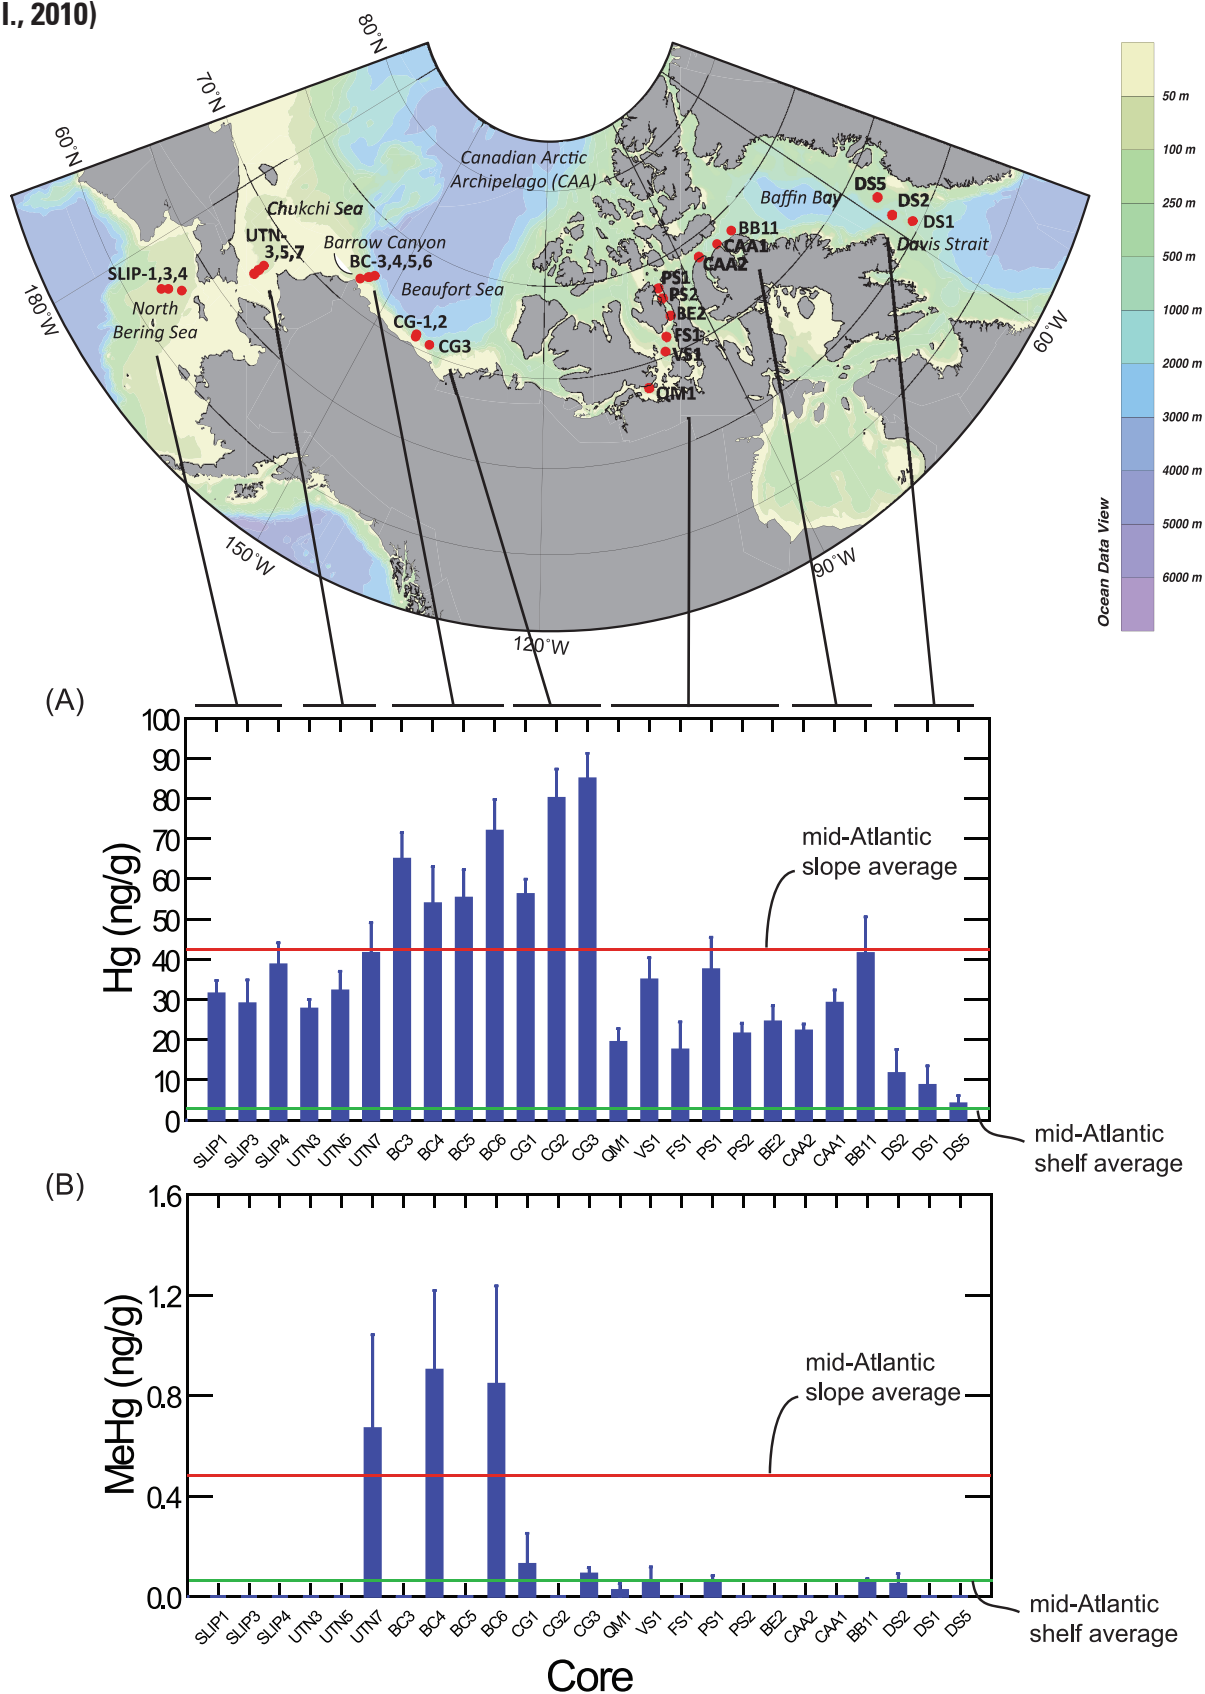 l., 2010)
80°N
70°N
60°N
180°W
150°W
120°W
90°W
60°W
Canadian Arctic
Archipelago (CAA)
Chukchi Sea
UTN-
3,5,7
Barrow Canyon
BC-3,4,5,6
Beaufort Sea
SLIP-1,3,4
North
Bering Sea
CG-1,2
CG3
Baffin Bay
DS5
DS2
DS1
Davis Strait
BB11
CAA1
CAA2
PS1
PS2
BE2
FS1
VS1
QM1
50 m
100 m
250 m
500 m
1000 m
2000 m
3000 m
4000 m
5000 m
6000 m
Ocean Data View
(A)
100
90
80
70
60
50
40
30
20
10
0
Hg (ng/g)
mid-Atlantic
slope average
mid-Atlantic
shelf average
SLIP1
SLIP3
SLIP4
UTN3
UTN5
UTN7
BC3
BC4
BC5
BC6
CG1
CG2
CG3
QM1
VS1
FS1
PS1
PS2
BE2
CAA2
CAA1
BB11
DS2
DS1
DS5
(B)
1.6
1.2
0.8
0.4
0.0
MeHg (ng/g)
mid-Atlantic
slope average
mid-Atlantic
shelf average
SLIP1
SLIP3
SLIP4
UTN3
UTN5
UTN7
BC3
BC4
BC5
BC6
CG1
CG2
CG3
QM1
VS1
FS1
PS1
PS2
BE2
CAA2
CAA1
BB11
DS2
DS1
DS5
Core